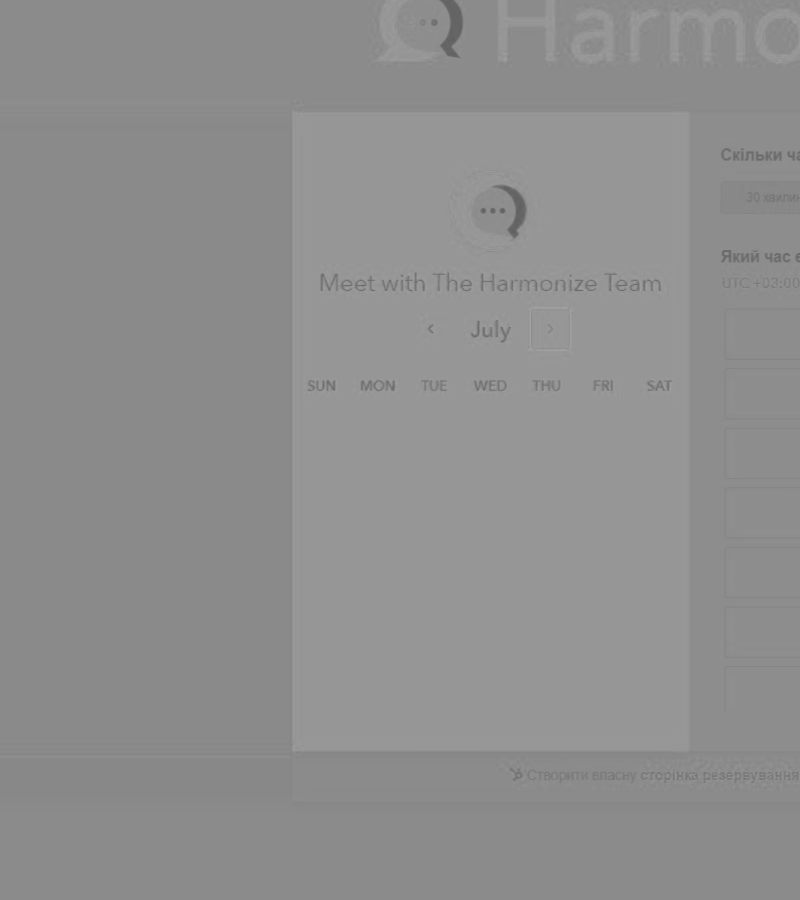 Harmo
Meet with The Harmonize Team
July
SUN MON TUE WED THU FRI SAT
Скільки ча
30 хвилин
Який час є
UTC +03:00
Створити власну сторінка резервування